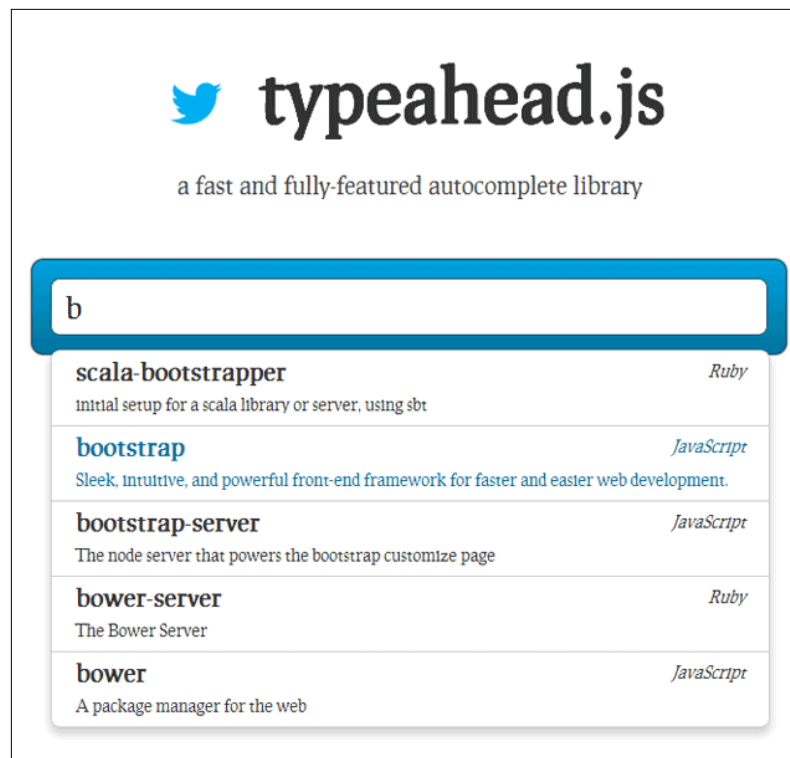 typeahead.js
a fast and fully-featured autocomplete library
b
scala-bootstrapper Ruby
initial setup for a scala library or server, using sbt
bootstrap JavaScript
Sleek, intuitive, and powerful front-end framework for faster and easier web development.
bootstrap-server JavaScript
The node server that powers the bootstrap customize page
bower-server Ruby
The Bower Server
bower JavaScript
A package manager for the web